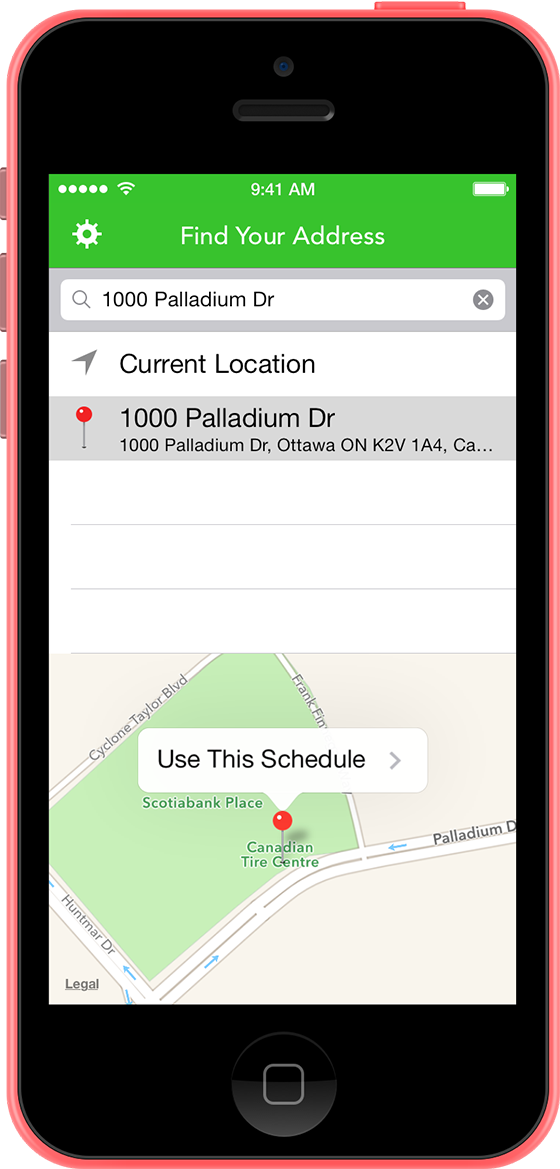 9:41 AM
Find Your Address
1000 Palladium Dr
Current Location
1000 Palladium Dr
1000 Palladium Dr, Ottawa ON K2V 1A4, Ca…
Cyclone Taylor Blvd
Frank Fin
Use This Schedule
Scotiabank Place
Canadian
Tire Centre
Palladium D
Huntmar Dr
Legal